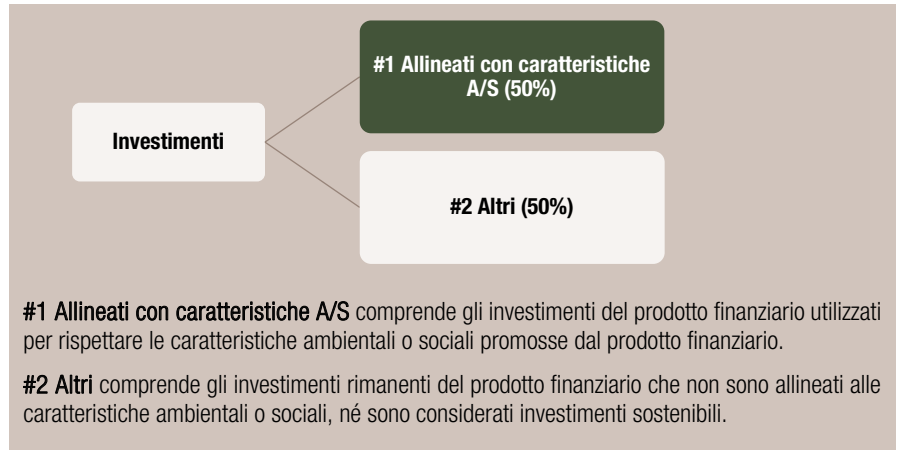 #1 Allineati con caratteristiche
A/S (50%)
Investimenti
#2 Altri (50%)
#1 Allineati con caratteristiche A/S comprende gli investimenti del prodotto finanziario utilizzati
per rispettare le caratteristiche ambientali o sociali promosse dal prodotto finanziario.
#2 Altri comprende gli investimenti rimanenti del prodotto finanziario che non sono allineati alle
caratteristiche ambientali o sociali, né sono considerati investimenti sostenibili.